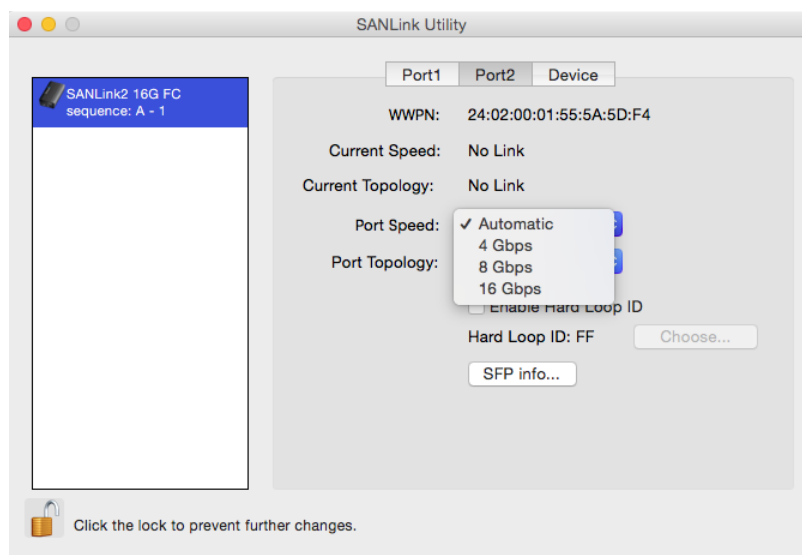 SANLink Utility
SANLink2 16G FC
sequence: A - 1
Port1 Port2 Device
WWPN: 24:02:00:01:55:5A:5D:F4
Current Speed: No Link
Current Topology: No Link
Port Speed: ✓ Automatic
4 Gbps
8 Gbps
Port Topology:
16 Gbps
Enable Hard Loop ID
Hard Loop ID: FF Choose...
SFP info...
Click the lock to prevent further changes.